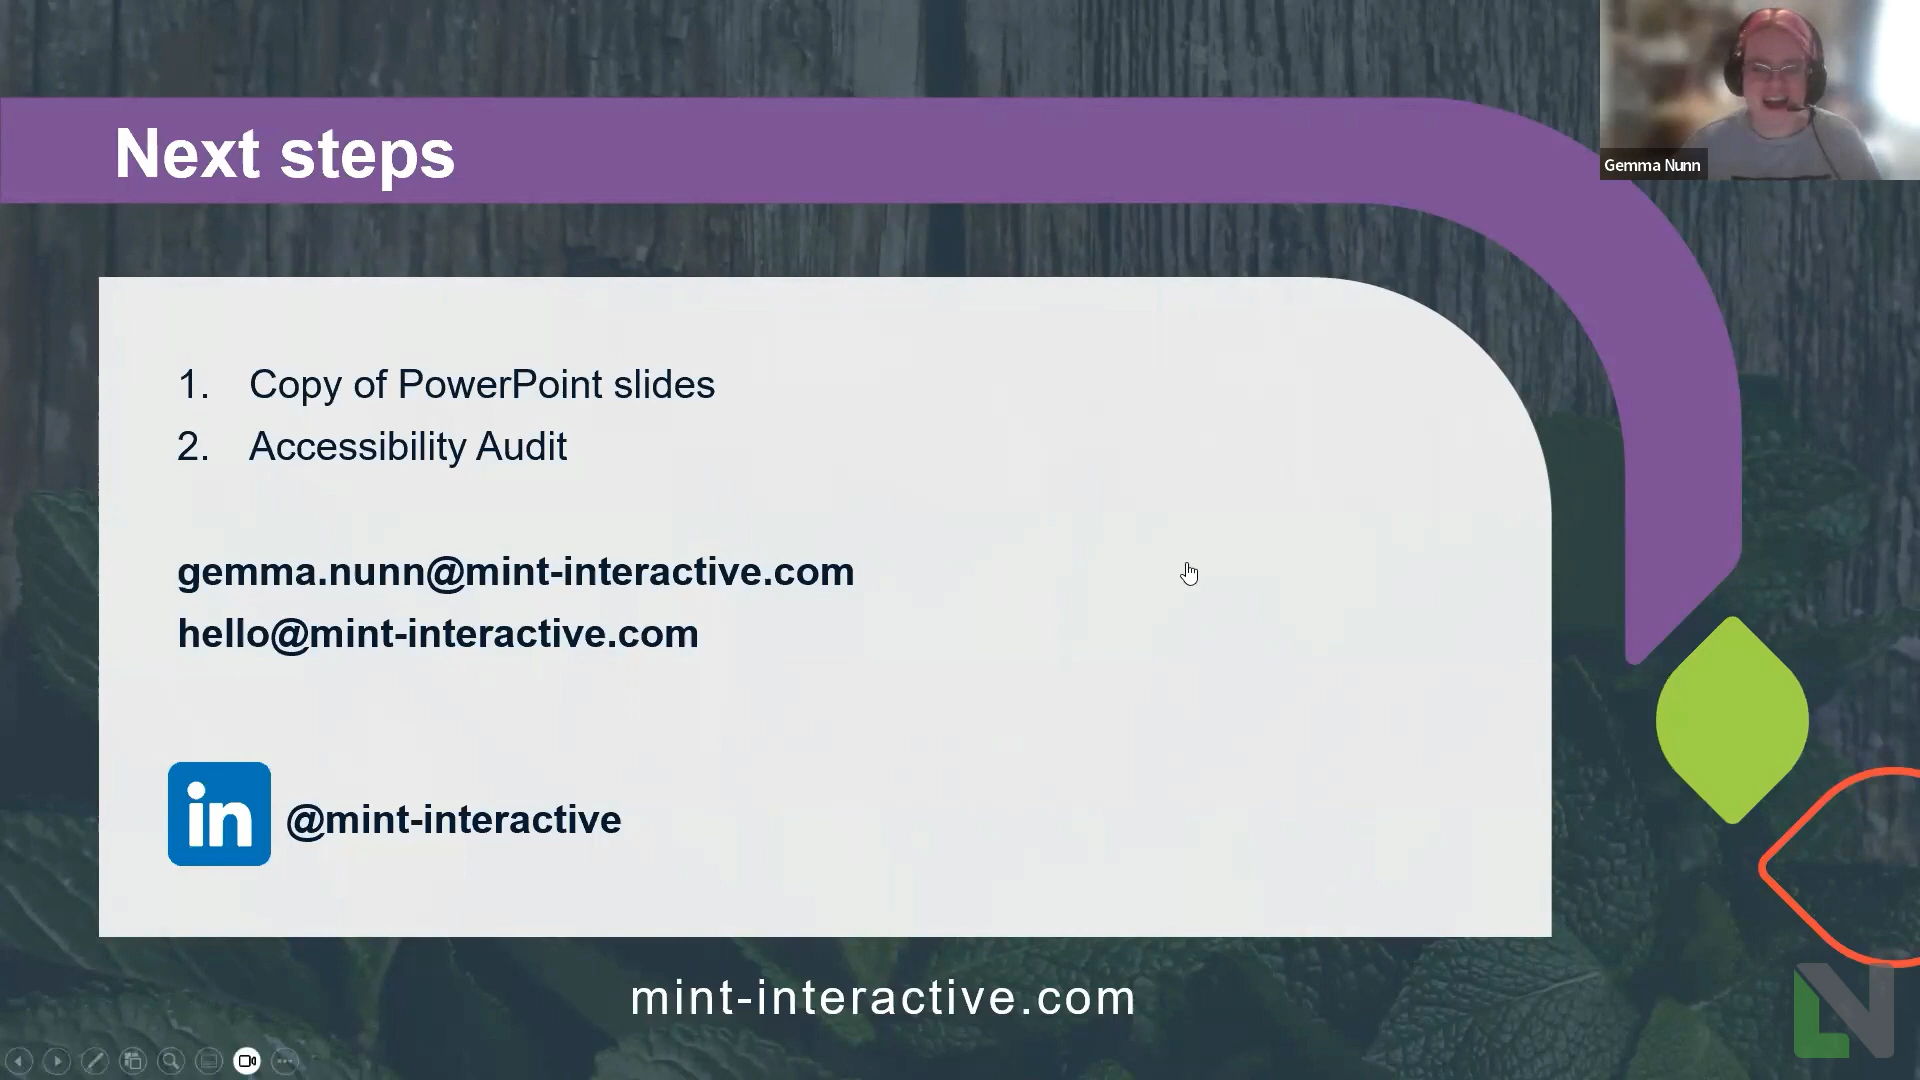 Next steps
Gemma Nunn
1. Copy of PowerPoint slides
2. Accessibility Audit
gemma.nunn@mint-interactive.com
hello@mint-interactive.com
in @mint-interactive
mint-interactive.com
LN